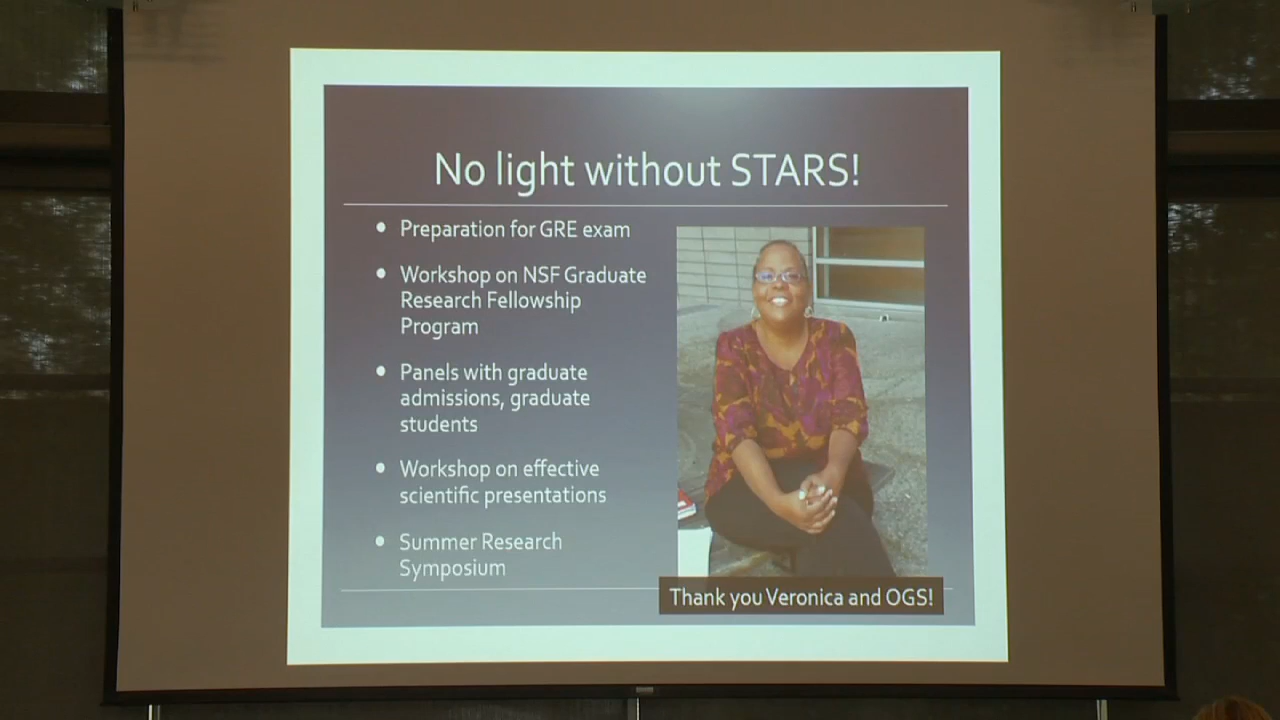 No light without STARS!
• Preparation for GRE exam
• Workshop on NSF Graduate
Research Fellowship
Program
• Panels with graduate
admissions, graduate
students
• Workshop on effective
scientific presentations
• Summer Research
Symposium
Thank you Veronica and OGS!